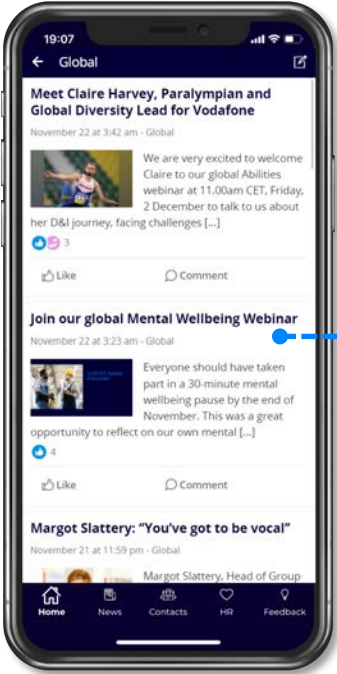 19:07
Global
Meet Claire Harvey, Paralympian and
Global Diversity Lead for Vodafone
November 22 at 3:42 am - Global
We are very excited to welcome
Claire to our global Abilities
webinar at 11.00am CET, Friday,
2 December to talk to us about
her D&I journey, facing challenges [...]
3
Like Comment
Join our global Mental Wellbeing Webinar
November 22 at 3:23 am - Global
Everyone should have taken
part in a 30-minute mental
wellbeing pause by the end of
November. This was a great
opportunity to reflect on our own mental [...]
4
Like Comment
Margot Slattery: “You’ve got to be vocal”
November 21 at 11:59 pm - Global
Margot Slattery, Head of Group
Home News Contacts HR Feedback